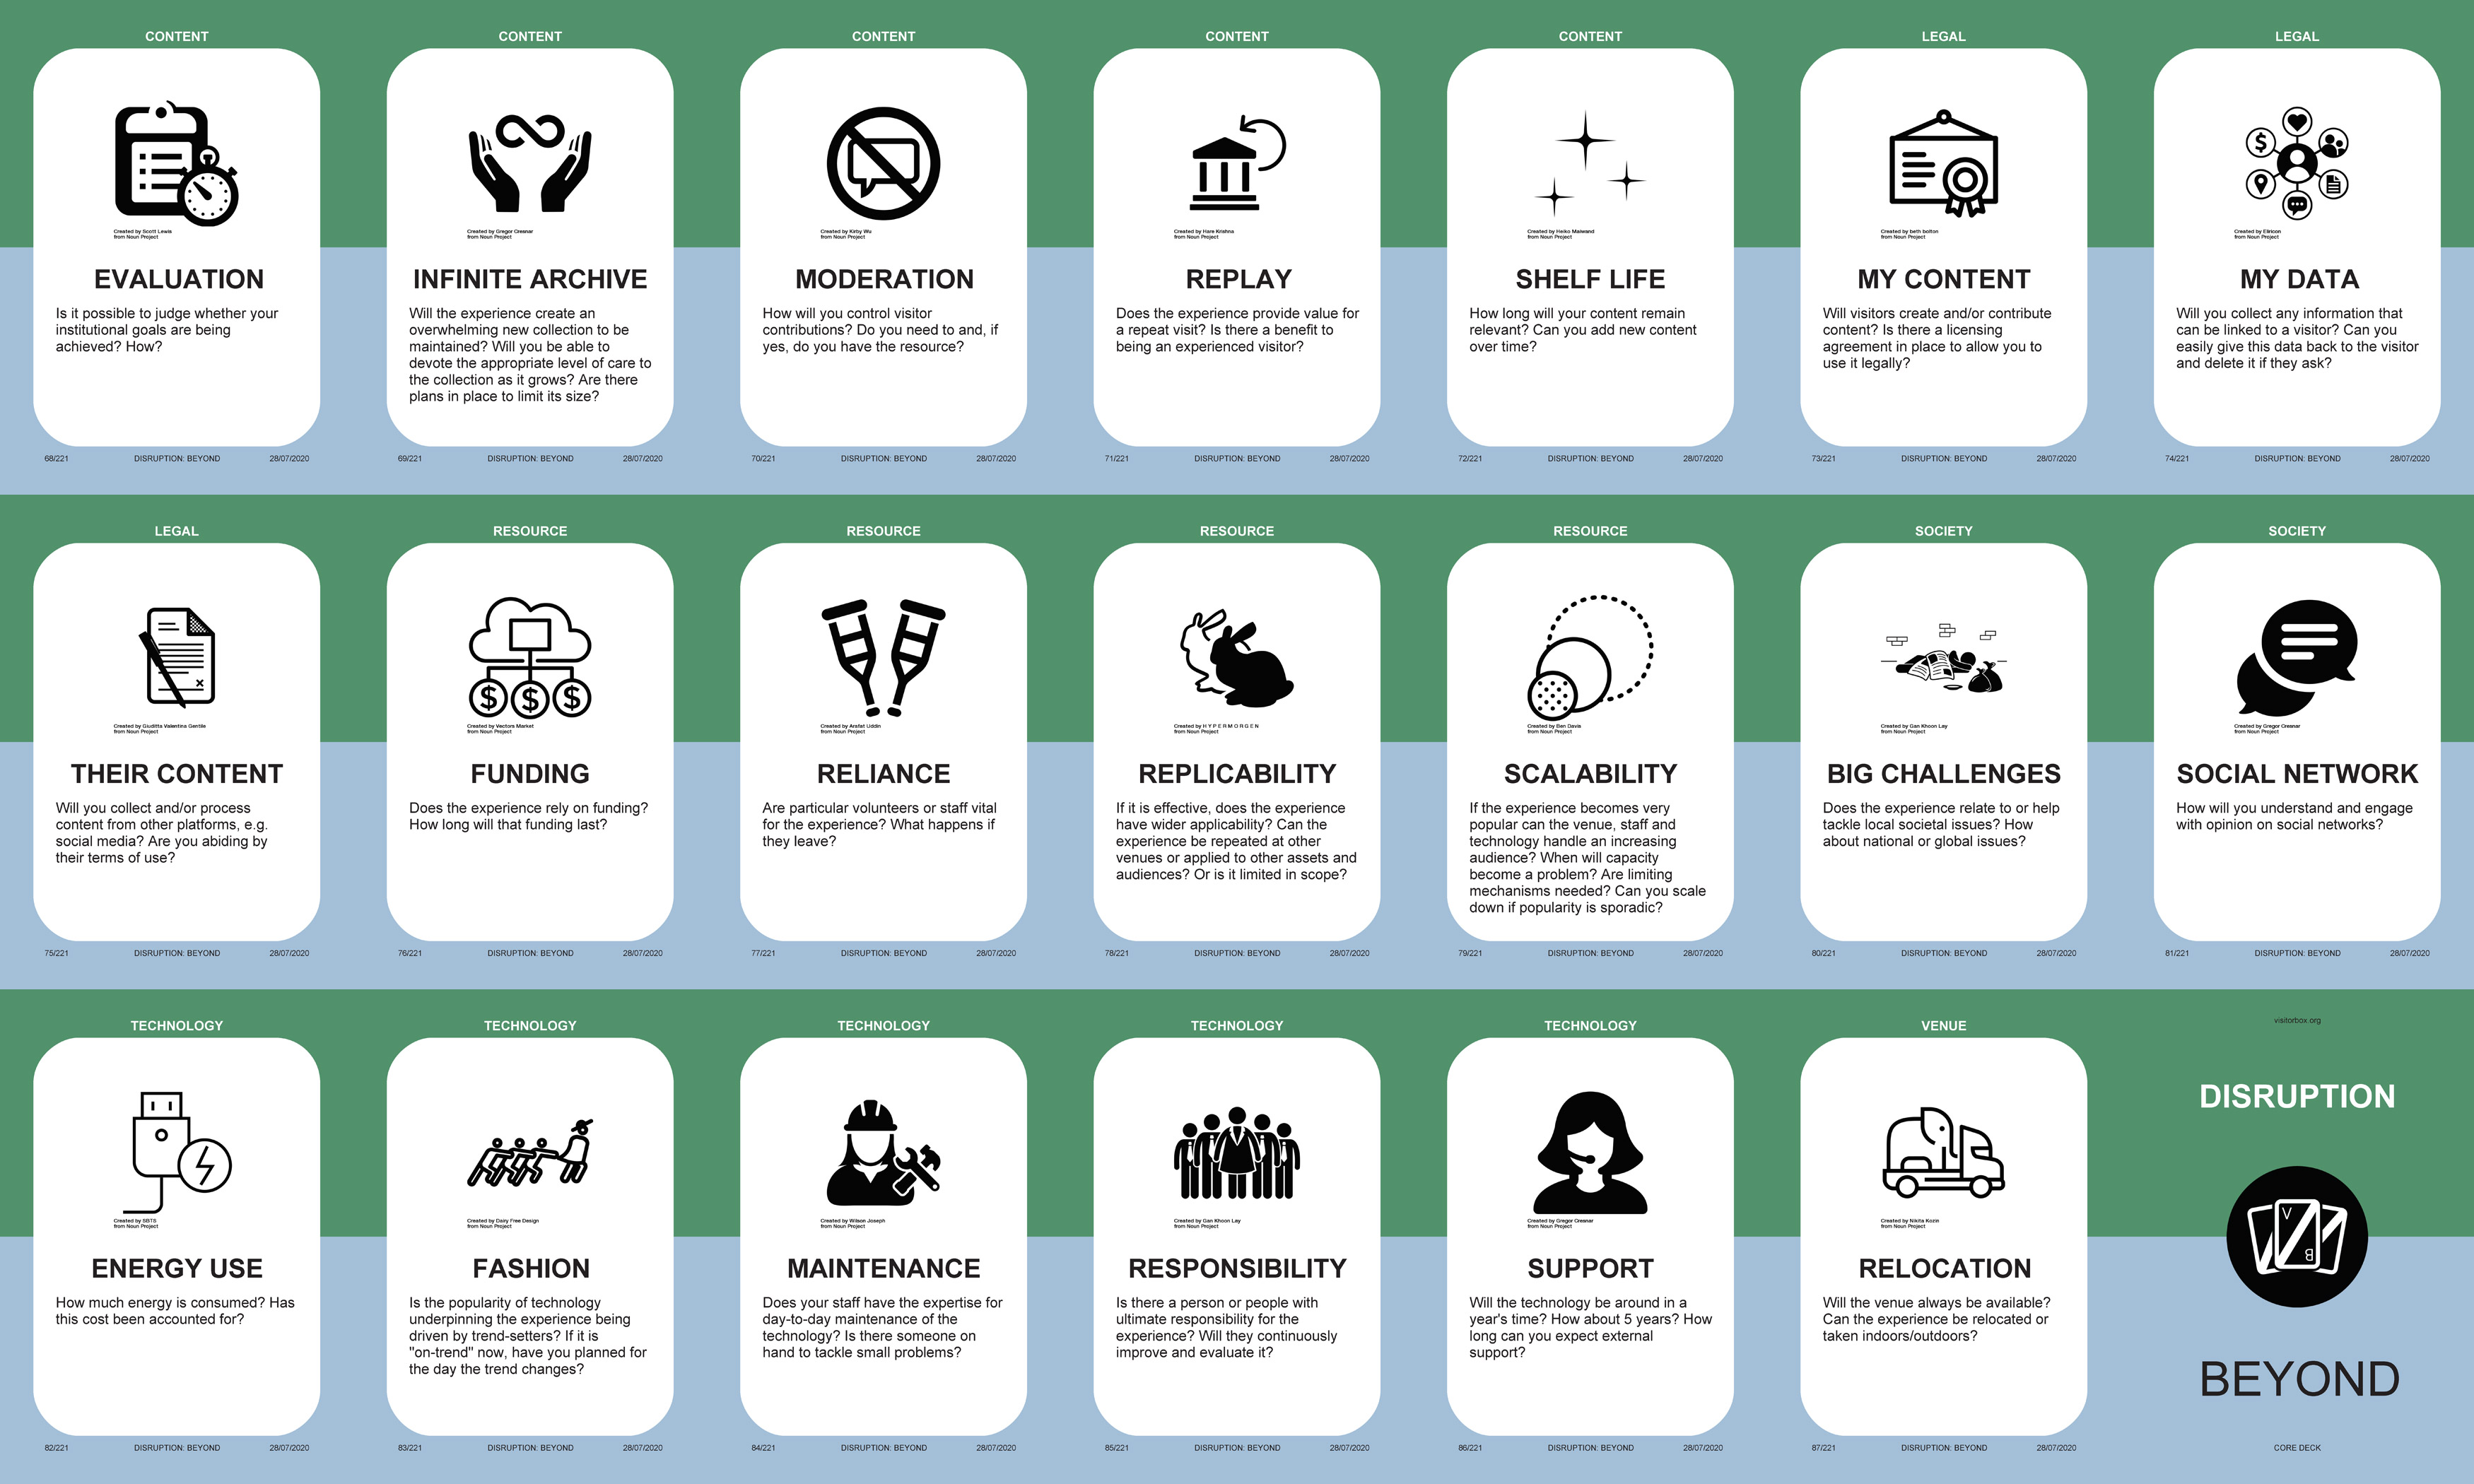 CONTENT
Created by Scott Lewis
from Noun Project
EVALUATION
Is it possible to judge whether your
institutional goals are being
achieved? How?
68/221 DISRUPTION: BEYOND 28/07/2020
CONTENT
Created by Gregor Cresnar
from Noun Project
INFINITE ARCHIVE
Will the experience create an
overwhelming new collection to be
maintained? Will you be able to
devote the appropriate level of care to
the collection as it grows? Are there
plans in place to limit its size?
69/221 DISRUPTION: BEYOND 28/07/2020
CONTENT
Created by Kirby Wu
from Noun Project
MODERATION
How will you control visitor
contributions? Do you need to and, if
yes, do you have the resource?
70/221 DISRUPTION: BEYOND 28/07/2020
CONTENT
Created by Hare Krishna
from Noun Project
REPLAY
Does the experience provide value for
a repeat visit? Is there a benefit to
being an experienced visitor?
71/221 DISRUPTION: BEYOND 28/07/2020
CONTENT
Created by Heiko Maiwand
from Noun Project
SHELF LIFE
How long will your content remain
relevant? Can you add new content
over time?
72/221 DISRUPTION: BEYOND 28/07/2020
LEGAL
Created by beth bolton
from Noun Project
MY CONTENT
Will visitors create and/or contribute
content? Is there a licensing
agreement in place to allow you to
use it legally?
73/221 DISRUPTION: BEYOND 28/07/2020
LEGAL
Created by Eliricon
from Noun Project
MY DATA
Will you collect any information that
can be linked to a visitor? Can you
easily give this data back to the visitor
and delete it if they ask?
74/221 DISRUPTION: BEYOND 28/07/2020
LEGAL
Created by Giuditta Valentina Gentile
from Noun Project
THEIR CONTENT
Will you collect and/or process
content from other platforms, e.g.
social media? Are you abiding by
their terms of use?
75/221 DISRUPTION: BEYOND 28/07/2020
RESOURCE
$ $ $
Created by Vectors Market
from Noun Project
FUNDING
Does the experience rely on funding?
How long will that funding last?
76/221 DISRUPTION: BEYOND 28/07/2020
RESOURCE
Created by Arafat Uddin
from Noun Project
RELIANCE
Are particular volunteers or staff vital
for the experience? What happens if
they leave?
77/221 DISRUPTION: BEYOND 28/07/2020
RESOURCE
Created by H Y P E R M O R G E N
from Noun Project
REPLICABILITY
If it is effective, does the experience
have wider applicability? Can the
experience be repeated at other
venues or applied to other assets and
audiences? Or is it limited in scope?
78/221 DISRUPTION: BEYOND 28/07/2020
RESOURCE
Created by Ben Davis
from Noun Project
SCALABILITY
If the experience becomes very
popular can the venue, staff and
technology handle an increasing
audience? When will capacity
become a problem? Are limiting
mechanisms needed? Can you scale
down if popularity is sporadic?
79/221 DISRUPTION: BEYOND 28/07/2020
SOCIETY
Created by Gan Khoon Lay
from Noun Project
BIG CHALLENGES
Does the experience relate to or help
tackle local societal issues? How
about national or global issues?
80/221 DISRUPTION: BEYOND 28/07/2020
SOCIETY
Created by Gregor Cresnar
from Noun Project
SOCIAL NETWORK
How will you understand and engage
with opinion on social networks?
81/221 DISRUPTION: BEYOND 28/07/2020
TECHNOLOGY
Created by SBTS
from Noun Project
ENERGY USE
How much energy is consumed? Has
this cost been accounted for?
82/221 DISRUPTION: BEYOND 28/07/2020
TECHNOLOGY
Created by Dairy Free Design
from Noun Project
FASHION
Is the popularity of technology
underpinning the experience being
driven by trend-setters? If it is
"on-trend" now, have you planned for
the day the trend changes?
83/221 DISRUPTION: BEYOND 28/07/2020
TECHNOLOGY
Created by Wilson Joseph
from Noun Project
MAINTENANCE
Does your staff have the expertise for
day-to-day maintenance of the
technology? Is there someone on
hand to tackle small problems?
84/221 DISRUPTION: BEYOND 28/07/2020
TECHNOLOGY
Created by Gan Khoon Lay
from Noun Project
RESPONSIBILITY
Is there a person or people with
ultimate responsibility for the
experience? Will they continuously
improve and evaluate it?
85/221 DISRUPTION: BEYOND 28/07/2020
TECHNOLOGY
Created by Gregor Cresnar
from Noun Project
SUPPORT
Will the technology be around in a
year's time? How about 5 years? How
long can you expect external
support?
86/221 DISRUPTION: BEYOND 28/07/2020
VENUE
Created by Nikita Kozin
from Noun Project
RELOCATION
Will the venue always be available?
Can the experience be relocated or
taken indoors/outdoors?
87/221 DISRUPTION: BEYOND 28/07/2020
visitorbox.org
DISRUPTION
V
B
BEYOND
CORE DECK